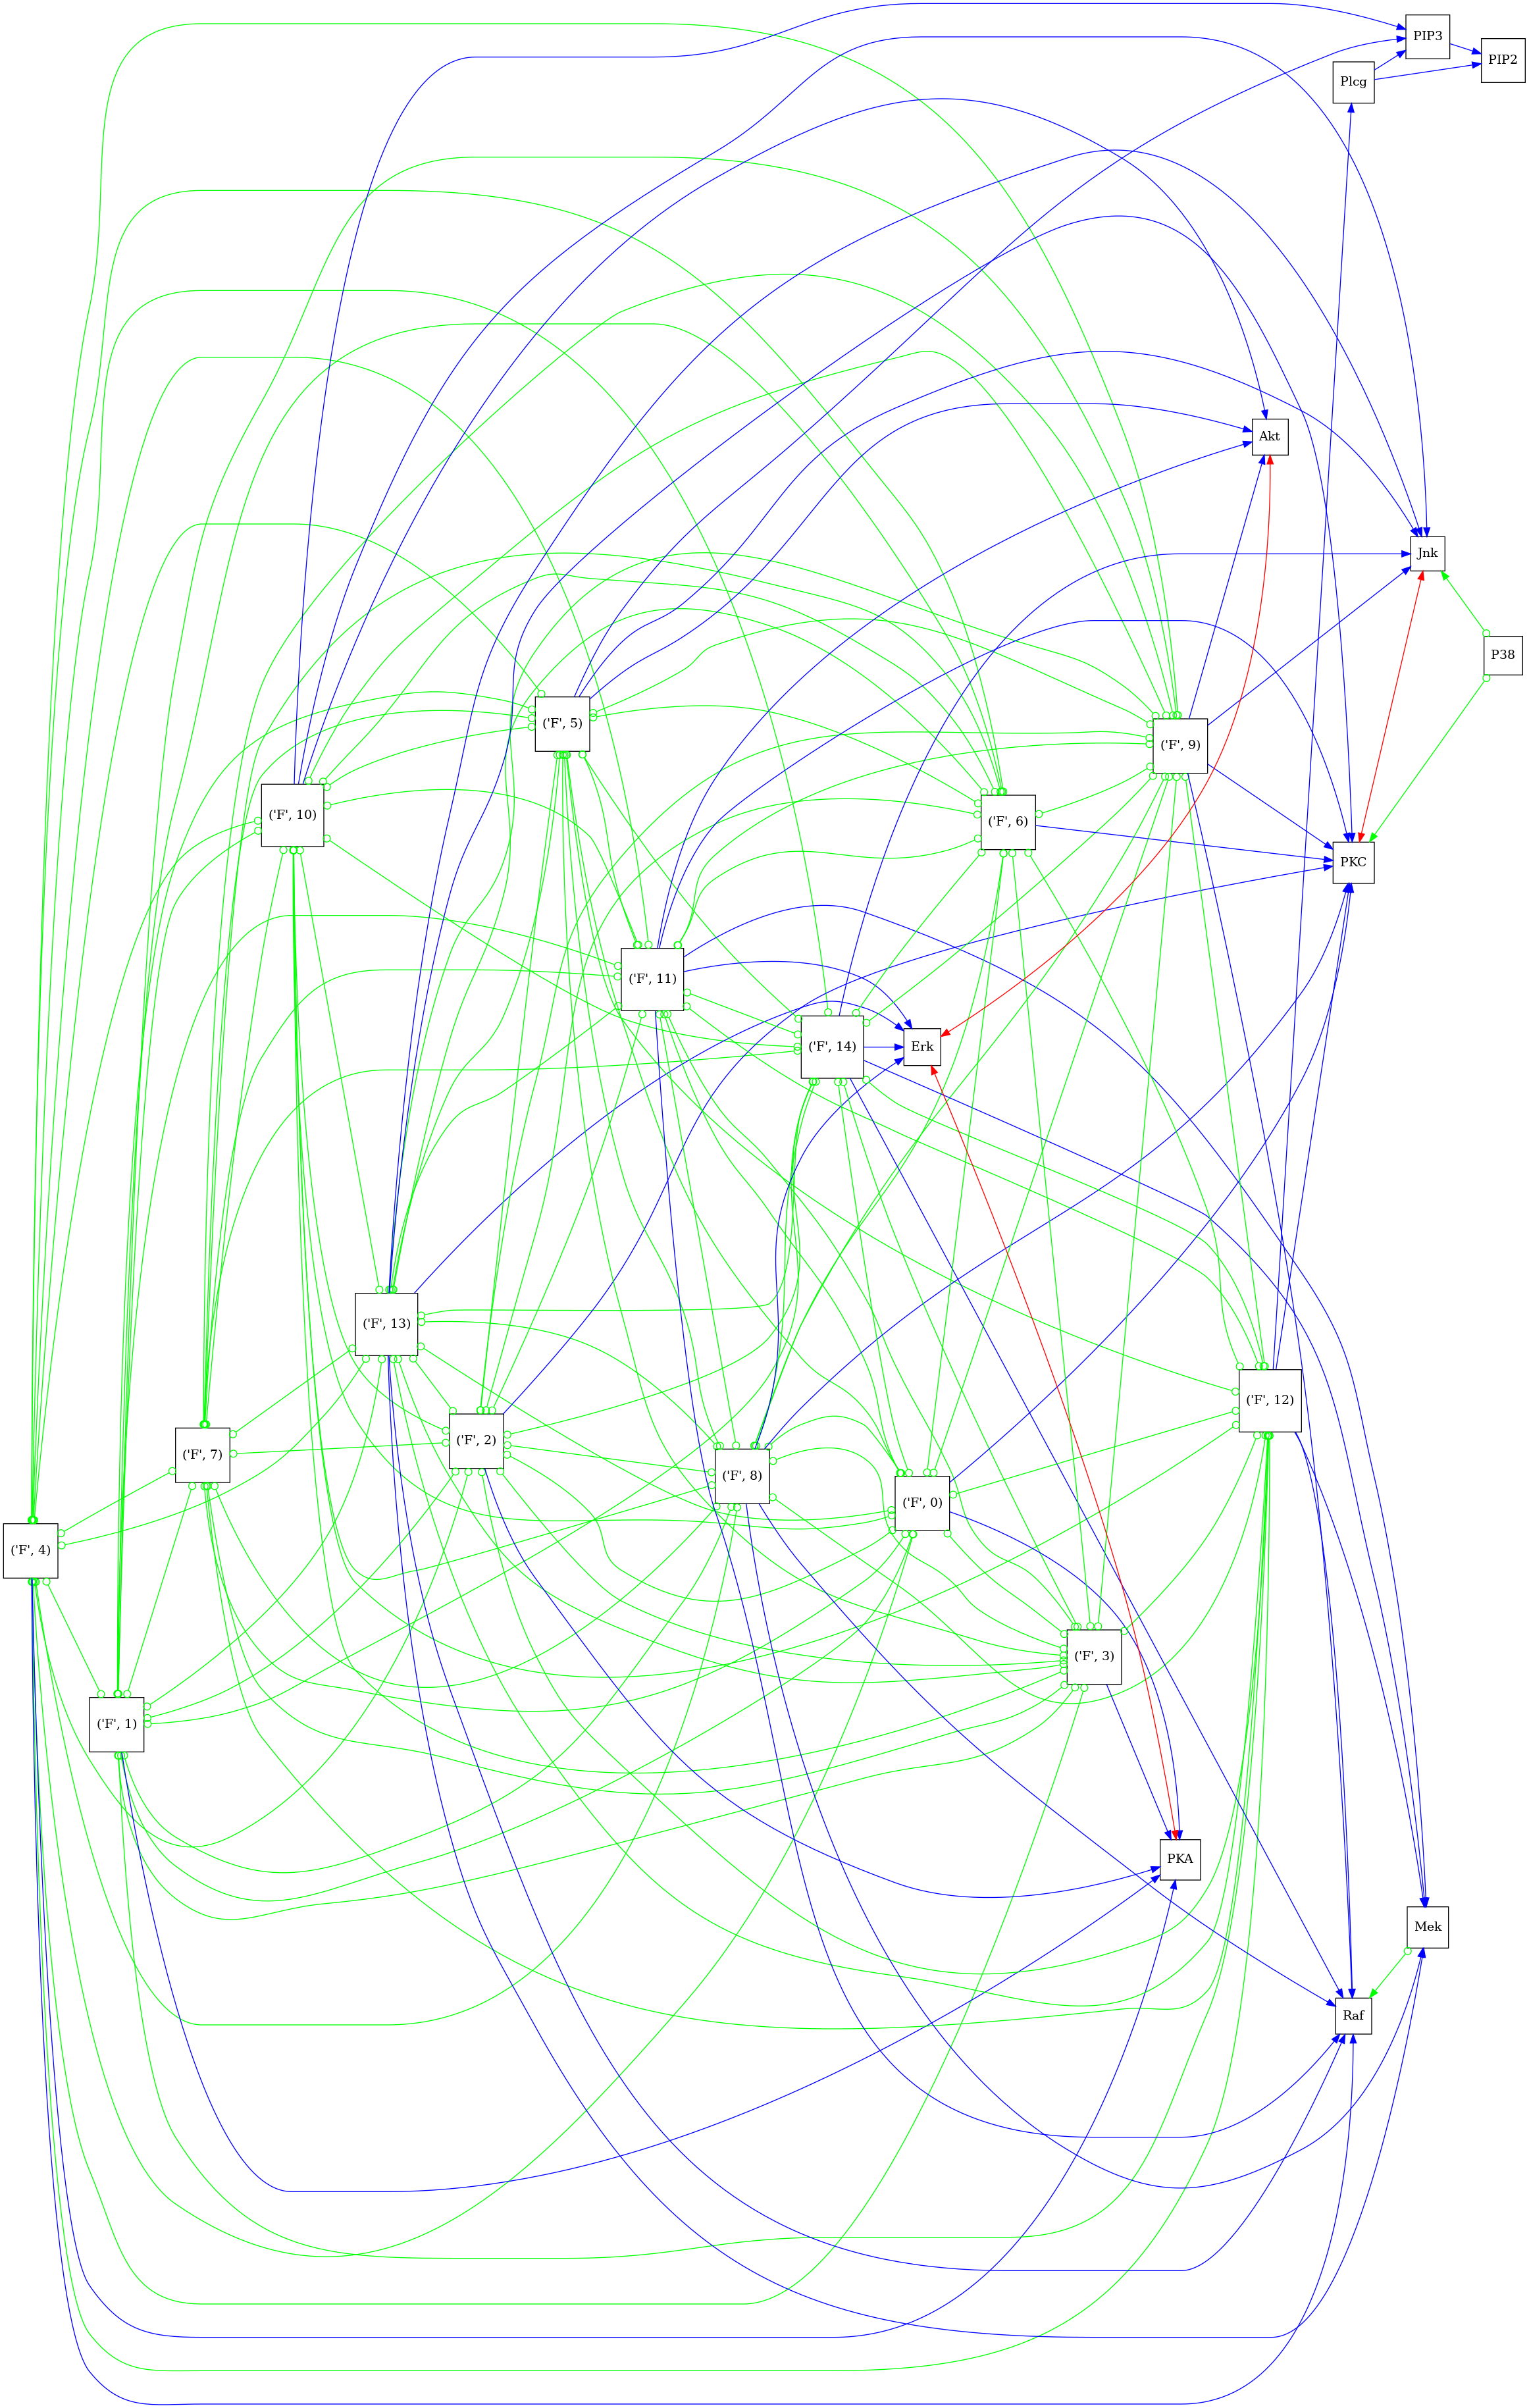 PIP3
PIP2
Plcg
Akt
Jnk
P38
('F', 5)
('F', 9)
('F', 10)
('F', 6)
PKC
('F', 11)
('F', 14)
Erk
('F', 13)
('F', 12)
('F', 2)
('F', 7)
('F', 8)
('F', 0)
('F', 4)
('F', 3)
('F', 1)
PKA
Mek
Raf